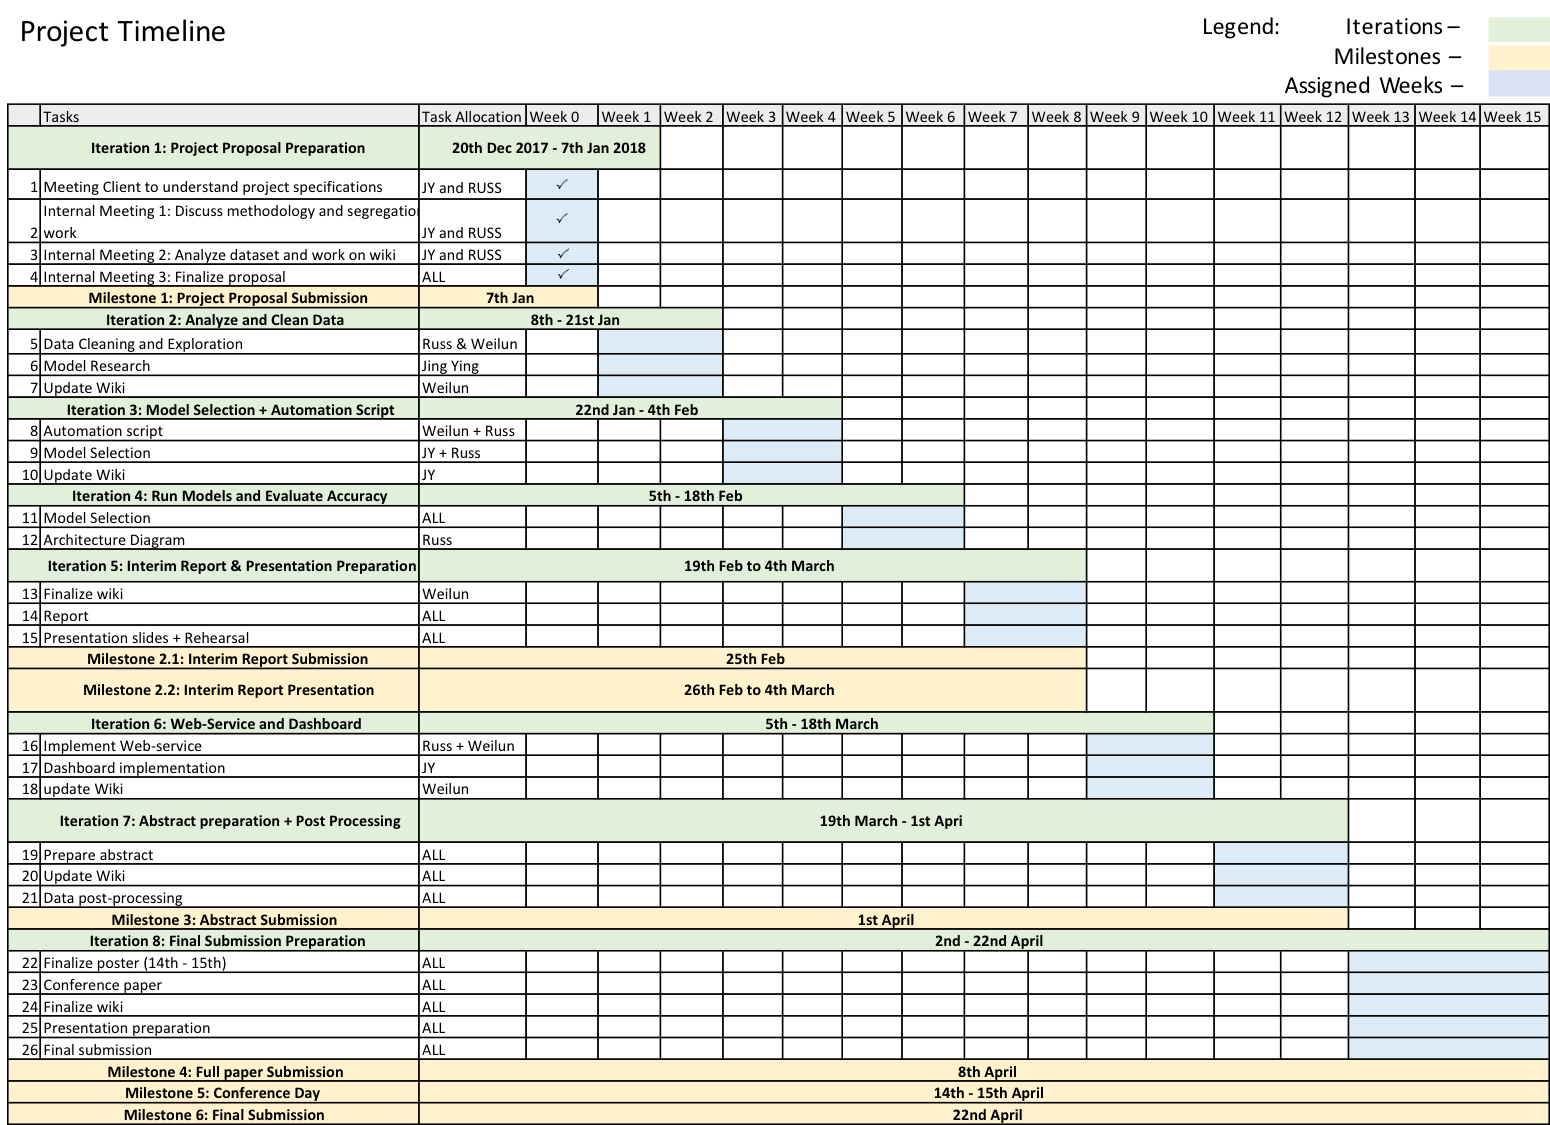 Project Timeline
Legend: Iterations –
Milestones –
Assigned Weeks –
Tasks Task Allocation Week 0 Week 1 Week 2 Week 3 Week 4 Week 5 Week 6 Week 7 Week 8 Week 9 Week 10 Week 11 Week 12 Week 13 Week 14 Week 15
Iteration 1: Project Proposal Preparation 20th Dec 2017 - 7th Jan 2018
1 Meeting Client to understand project specifications JY and RUSS ✓
Internal Meeting 1: Discuss methodology and segregation
2 work JY and RUSS ✓
3 Internal Meeting 2: Analyze dataset and work on wiki JY and RUSS ✓
4 Internal Meeting 3: Finalize proposal ALL ✓
Milestone 1: Project Proposal Submission 7th Jan
Iteration 2: Analyze and Clean Data 8th - 21st Jan
5 Data Cleaning and Exploration Russ & Weilun
6 Model Research Jing Ying
7 Update Wiki Weilun
Iteration 3: Model Selection + Automation Script 22nd Jan - 4th Feb
8 Automation script Weilun + Russ
9 Model Selection JY + Russ
10 Update Wiki JY
Iteration 4: Run Models and Evaluate Accuracy 5th - 18th Feb
11 Model Selection ALL
12 Architecture Diagram Russ
Iteration 5: Interim Report & Presentation Preparation 19th Feb to 4th March
13 Finalize wiki Weilun
14 Report ALL
15 Presentation slides + Rehearsal ALL
Milestone 2.1: Interim Report Submission 25th Feb
Milestone 2.2: Interim Report Presentation 26th Feb to 4th March
Iteration 6: Web-Service and Dashboard 5th - 18th March
16 Implement Web-service Russ + Weilun
17 Dashboard implementation JY
18 update Wiki Weilun
Iteration 7: Abstract preparation + Post Processing 19th March - 1st Apri
19 Prepare abstract ALL
20 Update Wiki ALL
21 Data post-processing ALL
Milestone 3: Abstract Submission 1st April
Iteration 8: Final Submission Preparation 2nd - 22nd April
22 Finalize poster (14th - 15th) ALL
23 Conference paper ALL
24 Finalize wiki ALL
25 Presentation preparation ALL
26 Final submission ALL
Milestone 4: Full paper Submission 8th April
Milestone 5: Conference Day 14th - 15th April
Milestone 6: Final Submission 22nd April